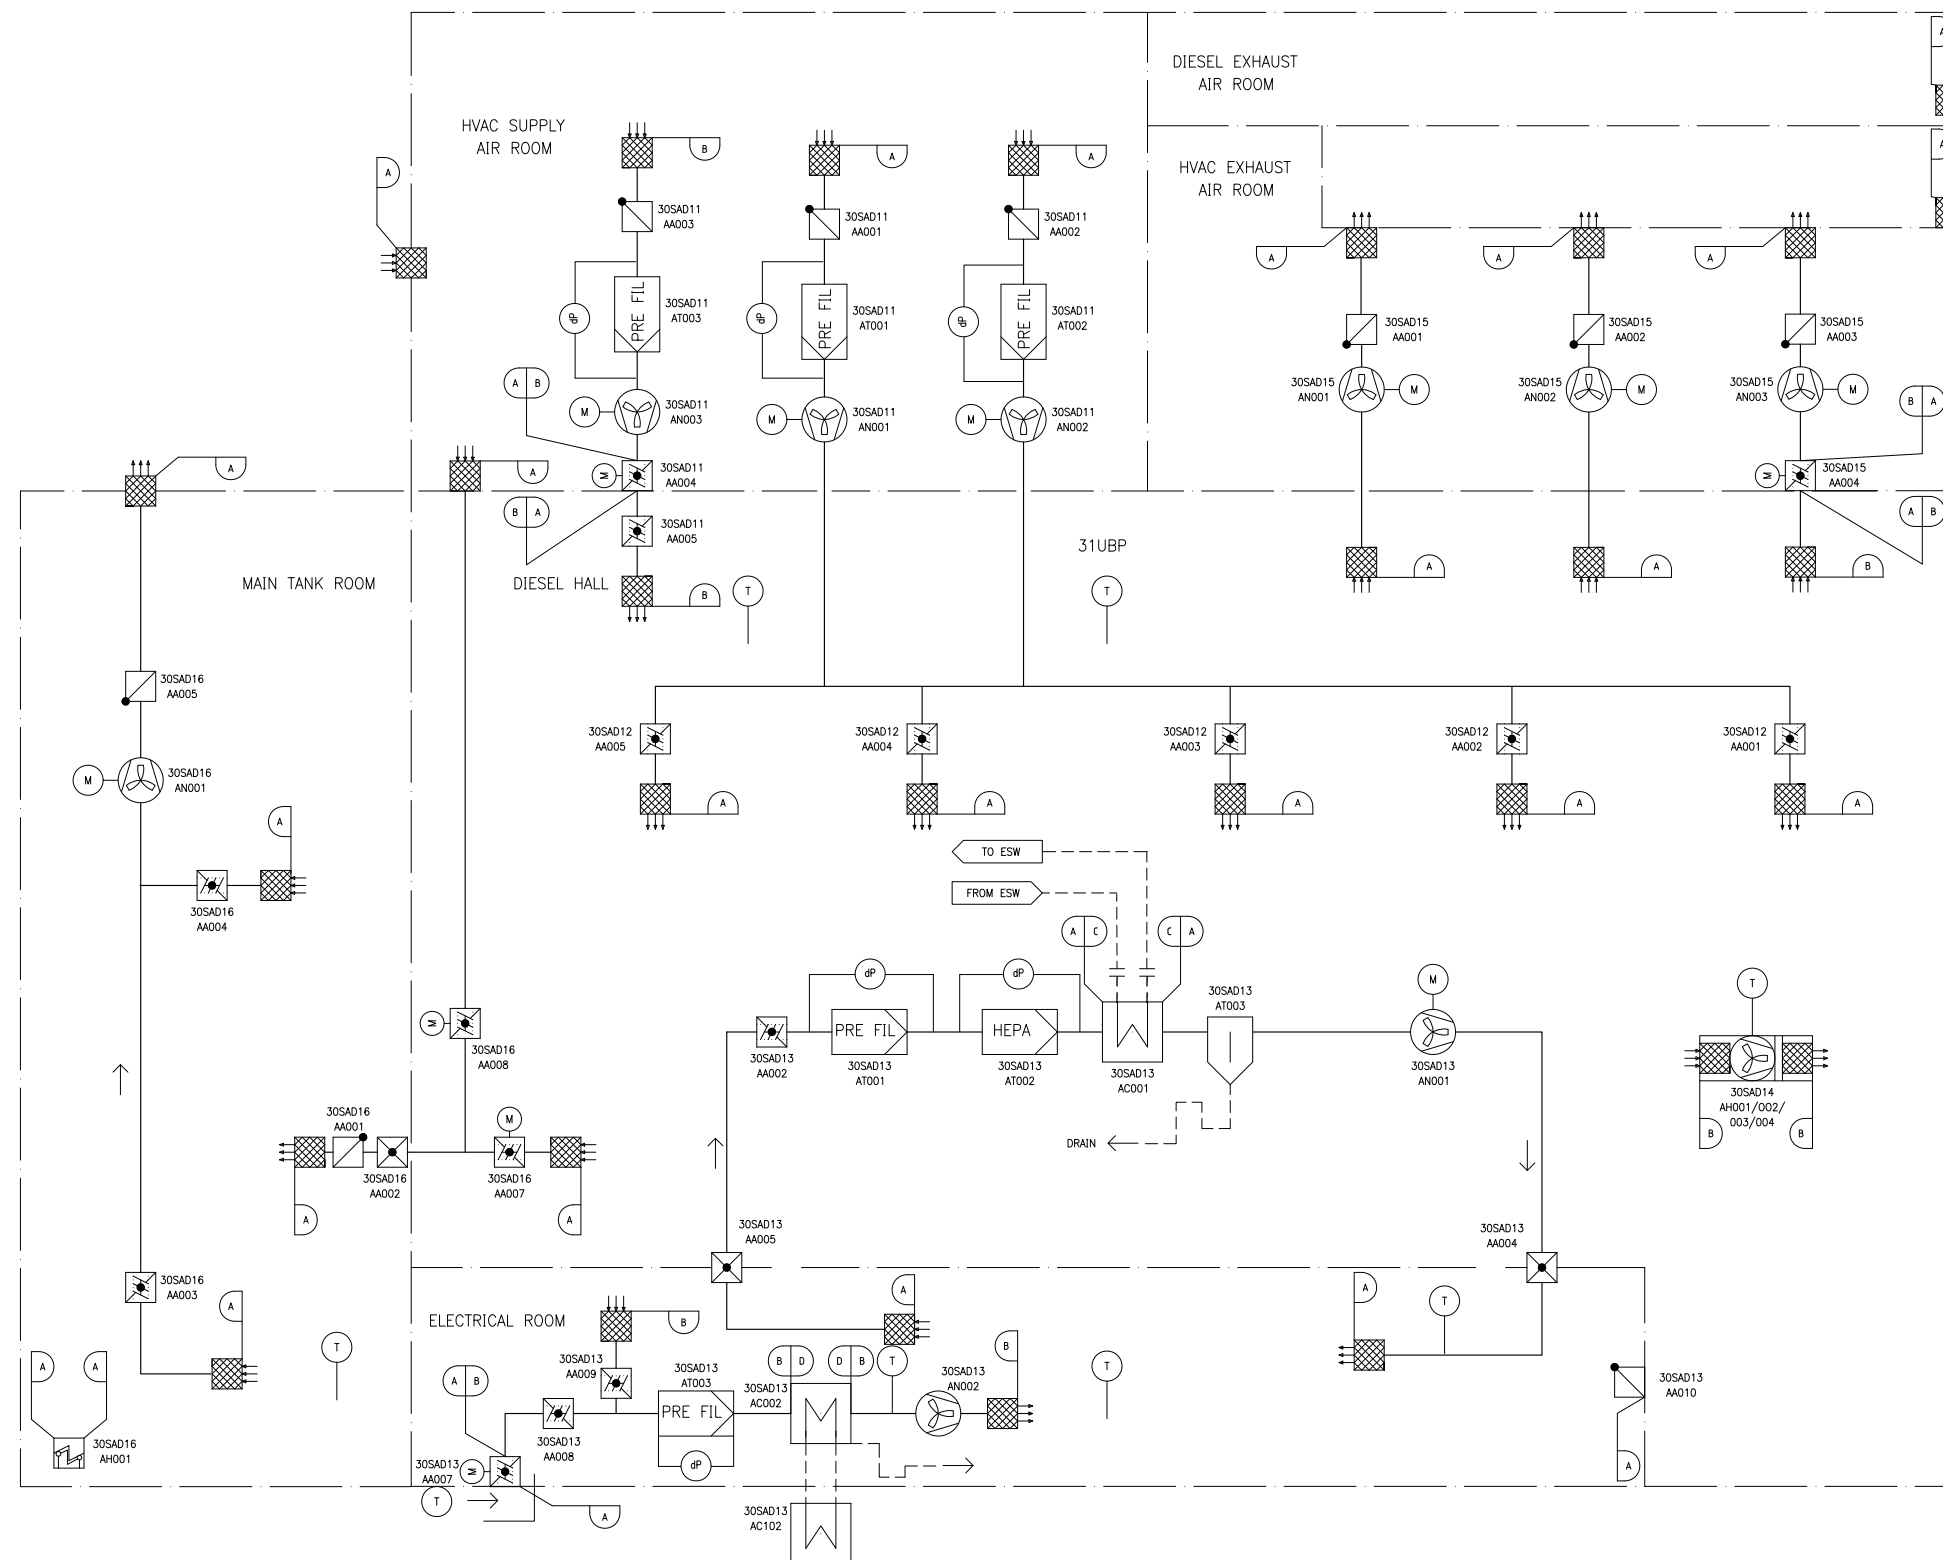 DIESEL EXHAUST
AIR ROOM
A
HVAC SUPPLY
AIR ROOM
HVAC EXHAUST
AIR ROOM
A
A
B
A
A
30SAD11
AA003
30SAD11
AA001
30SAD11
AA002
A
A
A
dP
PRE FIL
30SAD11
AT003
dP
PRE FIL
30SAD11
AT001
dP
PRE FIL
30SAD11
AT002
30SAD15
AA001
30SAD15
AA002
30SAD15
AA003
A B
M
30SAD11
AN003
M
30SAD11
AN001
M
30SAD11
AN002
30SAD15
AN001
M
30SAD15
AN002
M
30SAD15
AN003
M
B A
A
A
M
30SAD11
AA004
M
30SAD15
AA004
B A
30SAD11
AA005
A B
31UBP
MAIN TANK ROOM
DIESEL HALL
B
T
T
A
A
B
30SAD16
AA005
30SAD12
AA005
30SAD12
AA004
30SAD12
AA003
30SAD12
AA002
30SAD12
AA001
M
30SAD16
AN001
A
A
A
A
A
A
30SAD16
AA004
TO ESW
FROM ESW
A C
C A
dP
dP
M
T
30SAD13
AT003
M
30SAD16
AA008
30SAD13
AA002
PRE FIL
30SAD13
AT001
HEPA
30SAD13
AT002
30SAD13
AC001
30SAD13
AN001
30SAD14
AH001/002/
003/004
B
B
30SAD16
AA001
M
DRAIN
30SAD16
AA002
30SAD16
AA007
A
A
30SAD13
AA005
30SAD13
AA004
30SAD16
AA003
A
A
A
T
ELECTRICAL ROOM
B
T
A
A
30SAD13
AA009
30SAD13
AT003
B D
D B
T
B
T
A B
30SAD13
AC002
30SAD13
AN002
30SAD13
AA010
PRE FIL
30SAD13
AA008
30SAD16
AH001
30SAD13
AA007
M
dP
A
T
A
30SAD13
AC102